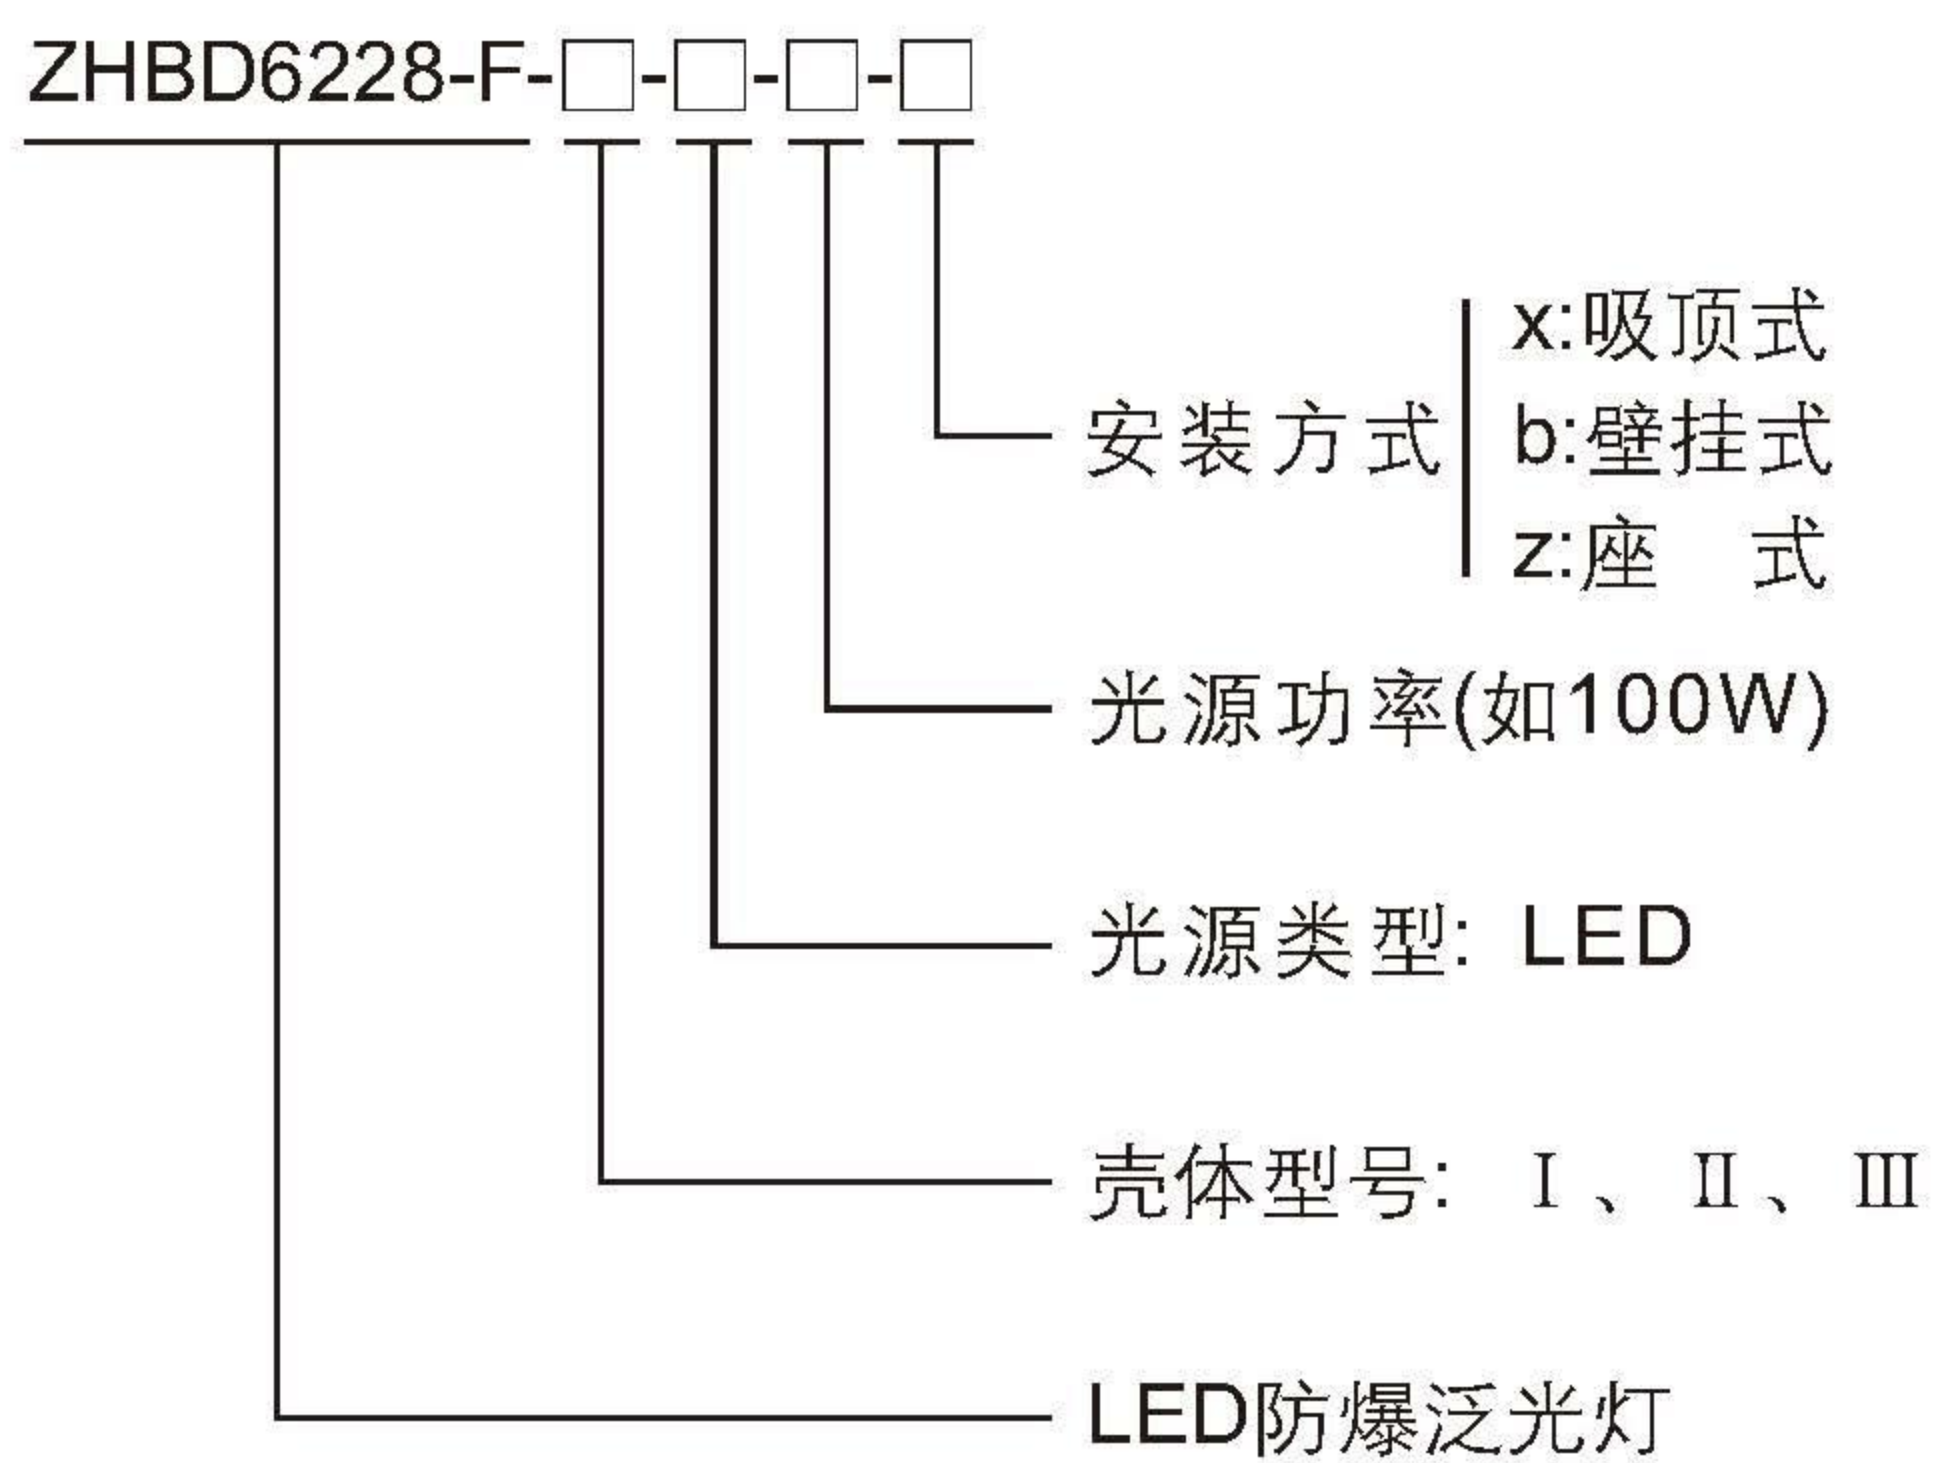 ZHBD6228-F-□-□-□-□
x:吸顶式
安装方式
b:壁挂式
z:座 式
光源功率(如100W)
光源类型: LED
壳体型号: Ⅰ、Ⅱ、Ⅲ
LED防爆泛光灯